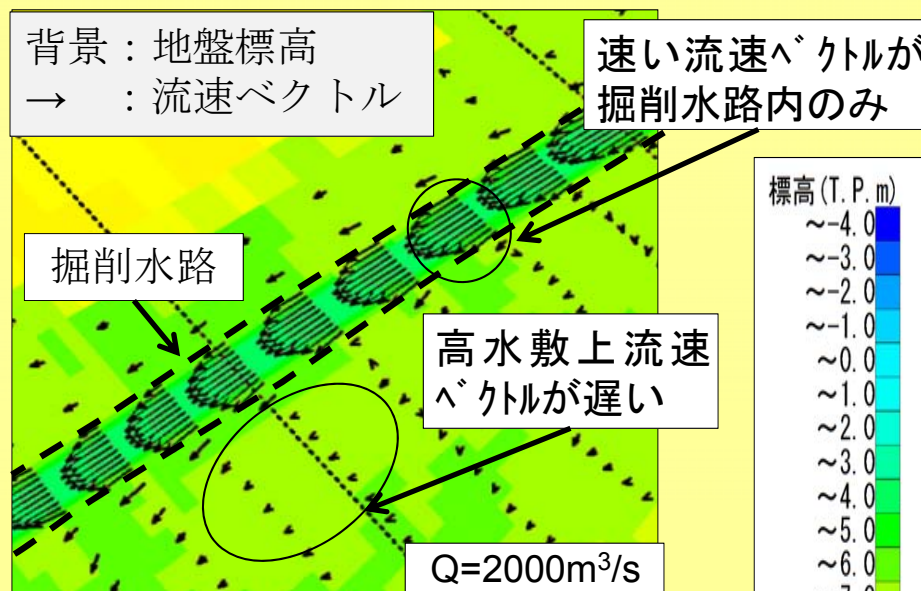 背景：地盤標高
→　：流速ベクトル
速い流速ベクトルが
掘削水路内のみ
掘削水路
高水敷上流速
ベクトルが遅い
Q=2000m³/s
標高(T.P.m)
～-4.0
～-3.0
～-2.0
～-1.0
～0.0
～1.0
～2.0
～3.0
～4.0
～5.0
～6.0